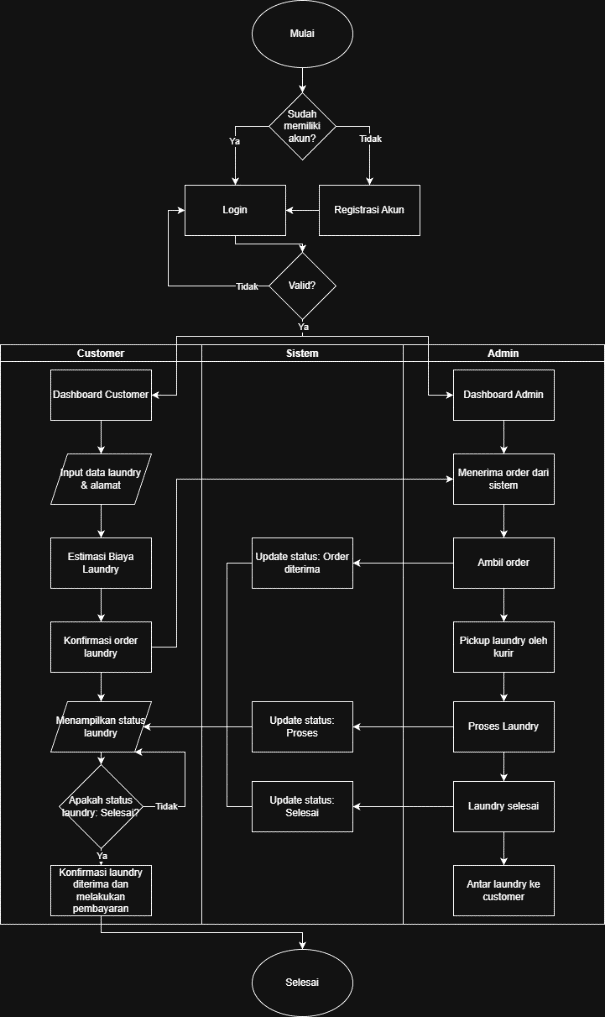 Mulai
Sudah
memiliki
akun?
Ya
Tidak
Login
Registrasi Akun
Valid?
Tidak
Ya
Customer
Sistem
Admin
Dashboard Customer
Dashboard Admin
Input data laundry
& alamat
Menerima order dari
sistem
Estimasi Biaya
Laundry
Update status: Order
diterima
Ambil order
Konfirmasi order
laundry
Pickup laundry oleh
kurir
Menampilkan status
laundry
Update status:
Proses
Proses Laundry
Apakah status
laundry: Selesai?
Tidak
Update status:
Selesai
Laundry selesai
Ya
Konfirmasi laundry
diterima dan
melakukan
pembayaran
Antar laundry ke
customer
Selesai